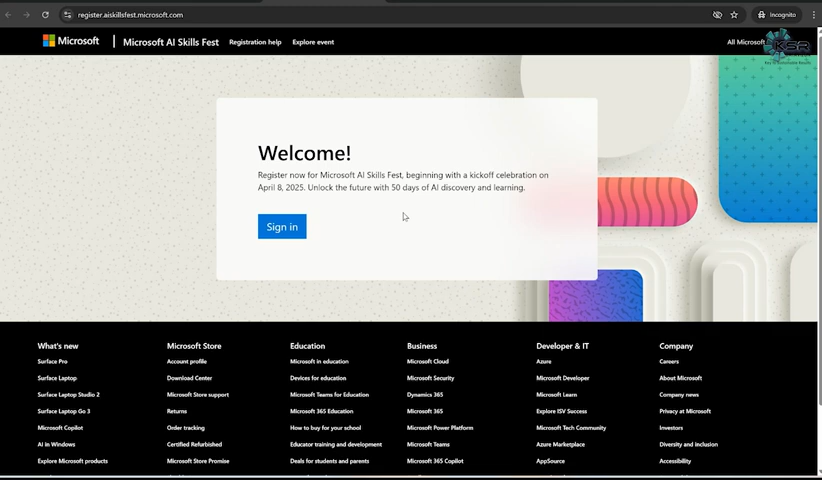 register.aiskillsfest.microsoft.com
Incognito
Microsoft
Microsoft AI Skills Fest
Registration help
Explore event
All Microsoft
KSR
Welcome!
Register now for Microsoft AI Skills Fest, beginning with a kickoff celebration on
April 8, 2025. Unlock the future with 50 days of AI discovery and learning.
Sign in
What's new
Surface Pro
Surface Laptop
Surface Laptop Studio 2
Surface Laptop Go 3
Microsoft Copilot
AI in Windows
Explore Microsoft products
Microsoft Store
Account profile
Download Center
Microsoft Store support
Returns
Order tracking
Certified Refurbished
Microsoft Store Promise
Education
Microsoft in education
Devices for education
Microsoft Teams for Education
Microsoft 365 Education
How to buy for your school
Educator training and development
Deals for students and parents
Business
Microsoft Cloud
Microsoft Security
Dynamics 365
Microsoft 365
Microsoft Power Platform
Microsoft Teams
Microsoft 365 Copilot
Developer & IT
Azure
Microsoft Developer
Microsoft Learn
Explore ISV Success
Microsoft Tech Community
Azure Marketplace
AppSource
Company
Careers
About Microsoft
Company news
Privacy at Microsoft
Investors
Diversity and inclusion
Accessibility